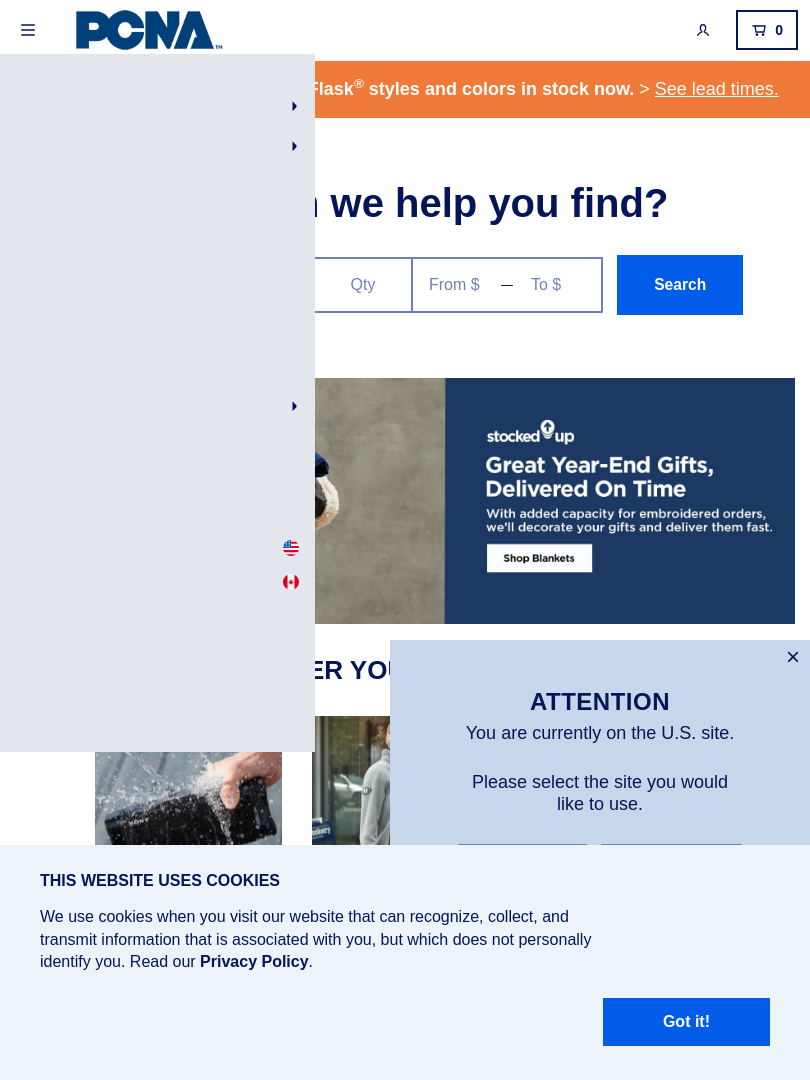 PCNA™
0
Flask® styles and colors in stock now. > See lead times.
we help you find?
Qty
From $ — To $
Search
stocked up
Great Year-End Gifts,
Delivered On Time
With added capacity for embroidered orders,
we'll decorate your gifts and deliver them fast.
Shop Blankets
ATTENTION
You are currently on the U.S. site.
Please select the site you would
like to use.
SONY
THIS WEBSITE USES COOKIES
We use cookies when you visit our website that can recognize, collect, and
transmit information that is associated with you, but which does not personally
identify you. Read our Privacy Policy.
Got it!